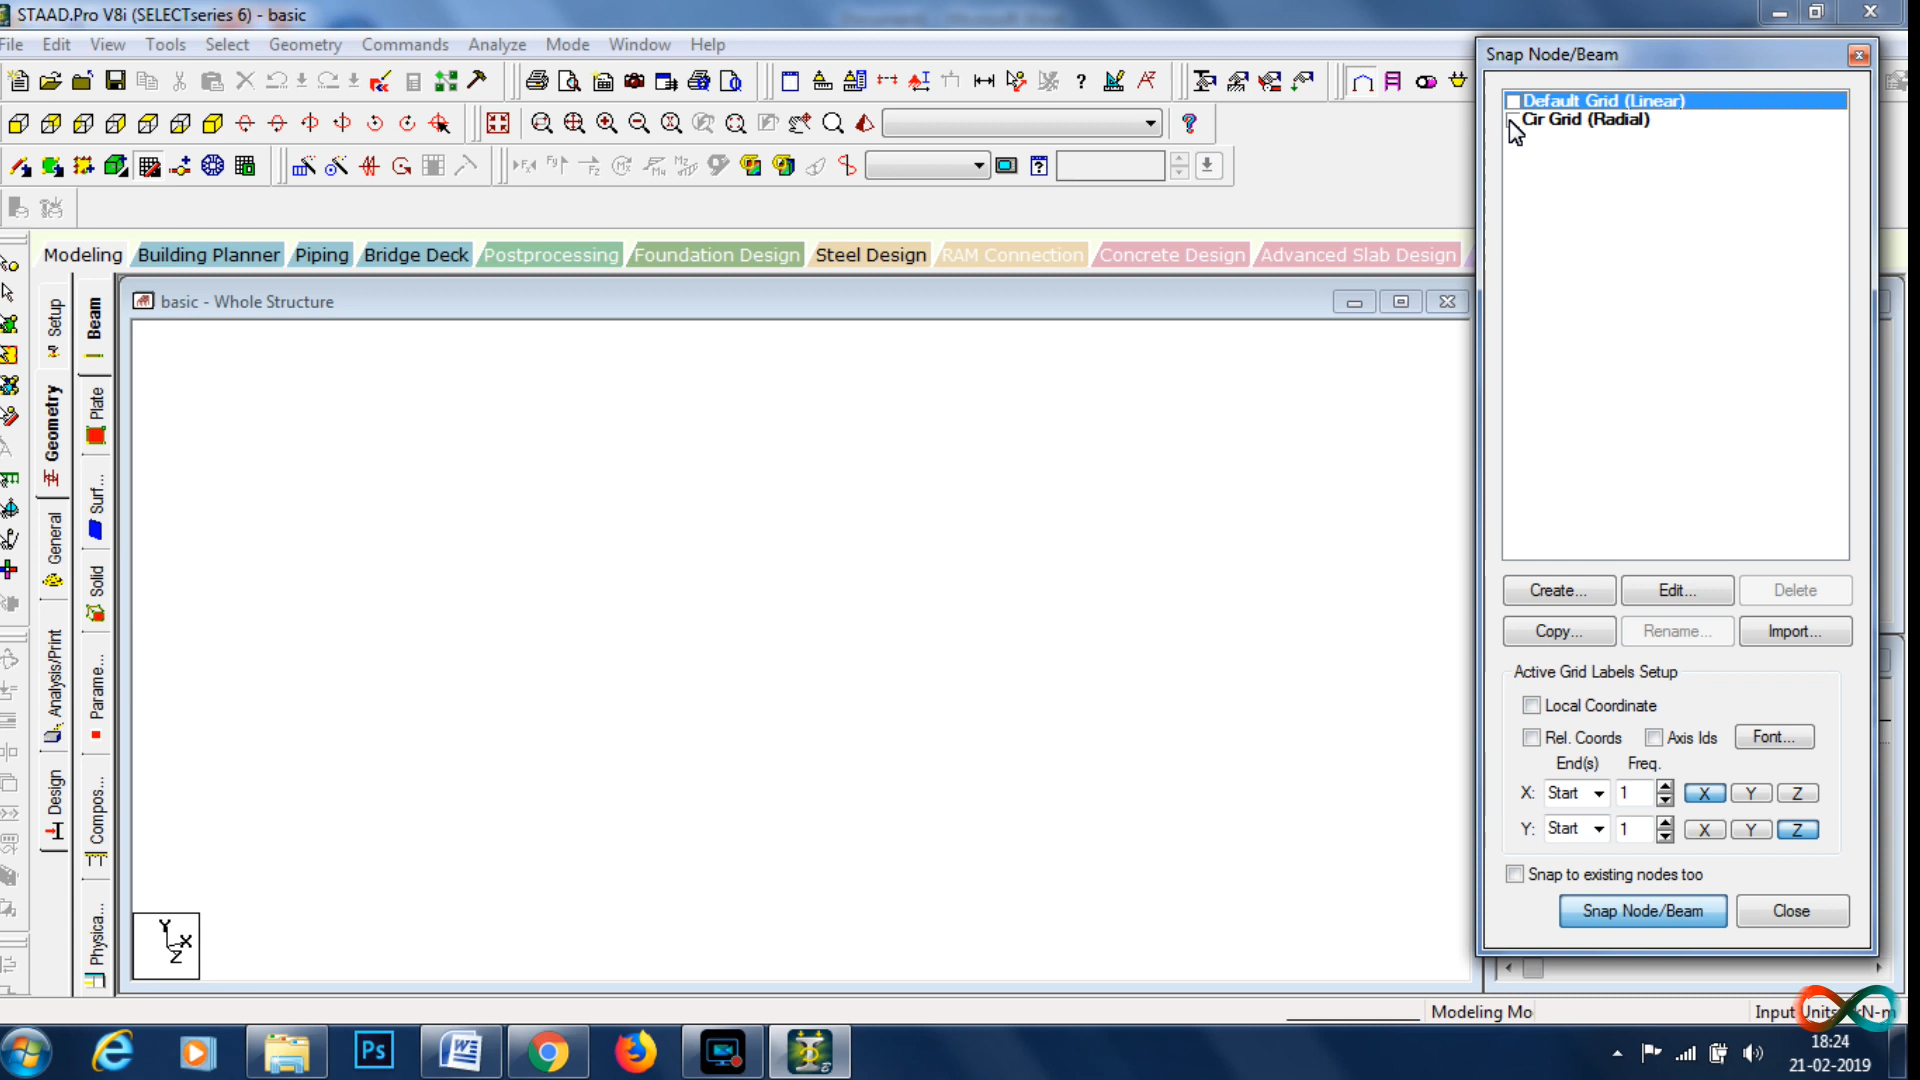 STAAD.Pro V8i (SELECTseries 6) - basic
File Edit View Tools Select Geometry Commands Analyze Mode Window Help
Snap Node/Beam
Default Grid (Linear)
Cir Grid (Radial)
Modeling Building Planner Piping Bridge Deck Postprocessing Foundation Design Steel Design RAM Connection Concrete Design Advanced Slab Design
basic - Whole Structure
Setup
Geometry
General
Analysis/Print
Design
Beam
Plate
Surf...
Solid
Parame...
Compos...
Physica...
Y
X
Z
Create... Edit... Delete
Copy... Rename... Import...
Active Grid Labels Setup
Local Coordinate
Rel. Coords Axis Ids Font...
End(s) Freq.
X: Start 1 X Y Z
Y: Start 1 X Y Z
Snap to existing nodes too
Snap Node/Beam Close
Modeling Mo
Input Units kN-m
Ps
18:24
21-02-2019